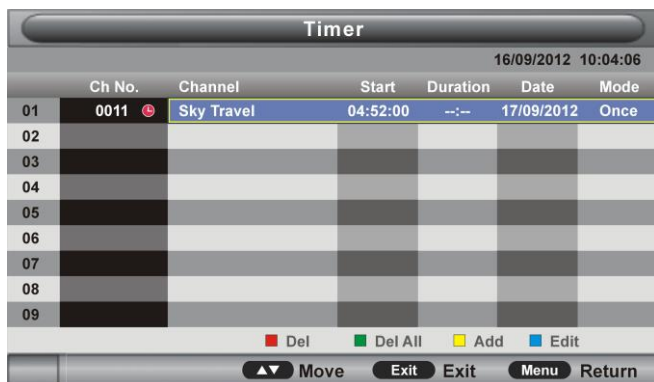 Timer
16/09/2012 10:04:06
Ch No. Channel Start Duration Date Mode
01 0011 Sky Travel 04:52:00 --:-- 17/09/2012 Once
02
03
04
05
06
07
08
09
Del Del All Add Edit
Move Exit Exit Menu Return